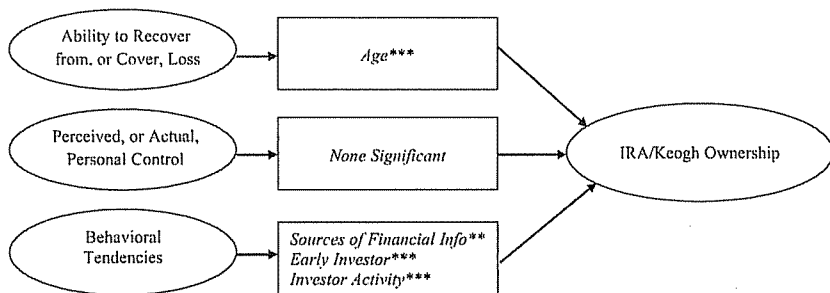 Ability to Recover
from. or Cover, Loss
Age***
Perceived, or Actual,
Personal Control
None Significant
IRA/Keogh Ownership
Behavioral
Tendencies
Sources of Financial Info**
Early Investor***
Investor Activity***